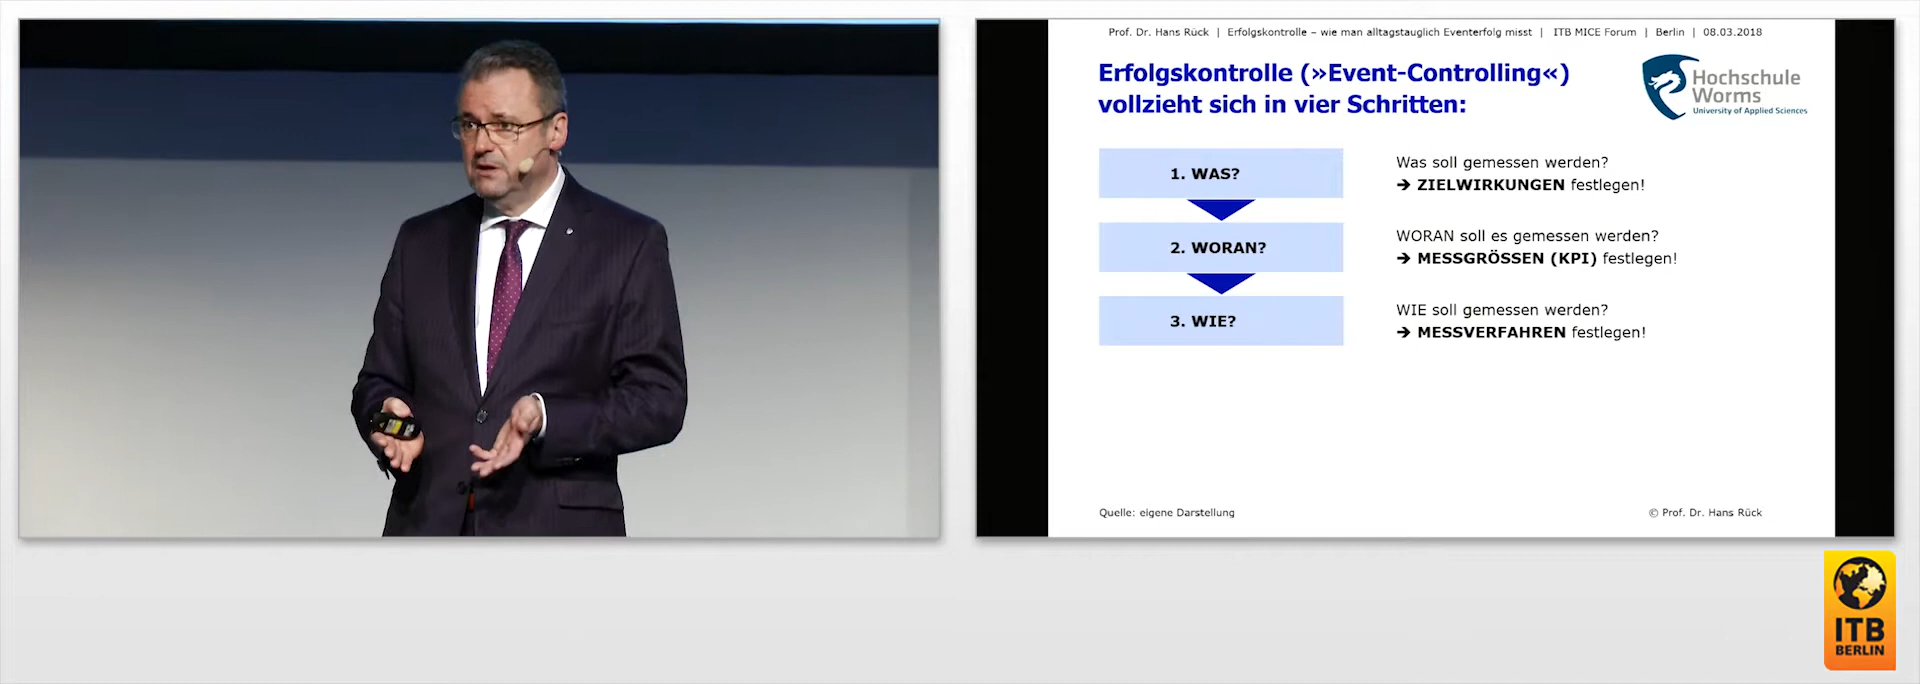 Prof. Dr. Hans Rück | Erfolgskontrolle – wie man alltagstauglich Eventerfolg misst | ITB MICE Forum | Berlin | 08.03.2018
Erfolgskontrolle (»Event-Controlling«)
vollzieht sich in vier Schritten:
Hochschule
Worms
University of Applied Sciences
1. WAS?
Was soll gemessen werden?
➔ ZIELWIRKUNGEN festlegen!
2. WORAN?
WORAN soll es gemessen werden?
➔ MESSGRÖSSEN (KPI) festlegen!
3. WIE?
WIE soll gemessen werden?
➔ MESSVERFAHREN festlegen!
Quelle: eigene Darstellung
© Prof. Dr. Hans Rück
ITB
BERLIN